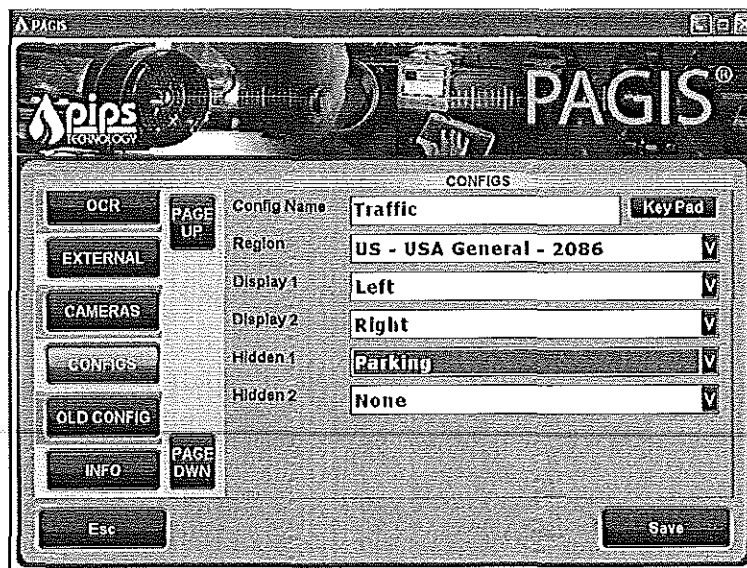 PAGIS
pips
TECHNOLOGY
PAGIS®
CONFIGS
OCR
EXTERNAL
CAMERAS
CONFIGS
OLD CONFIG
INFO
PAGE UP
PAGE DWN
Config Name
Traffic
Key Pad
Region
US - USA General - 2086
V
Display 1
Left
V
Display 2
Right
V
Hidden 1
Parking
V
Hidden 2
None
V
Esc
Save